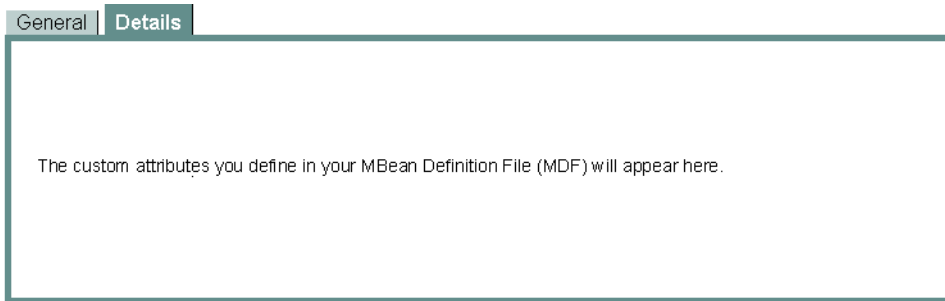 General Details
The custom attributes you define in your MBean Definition File (MDF) will appear here.